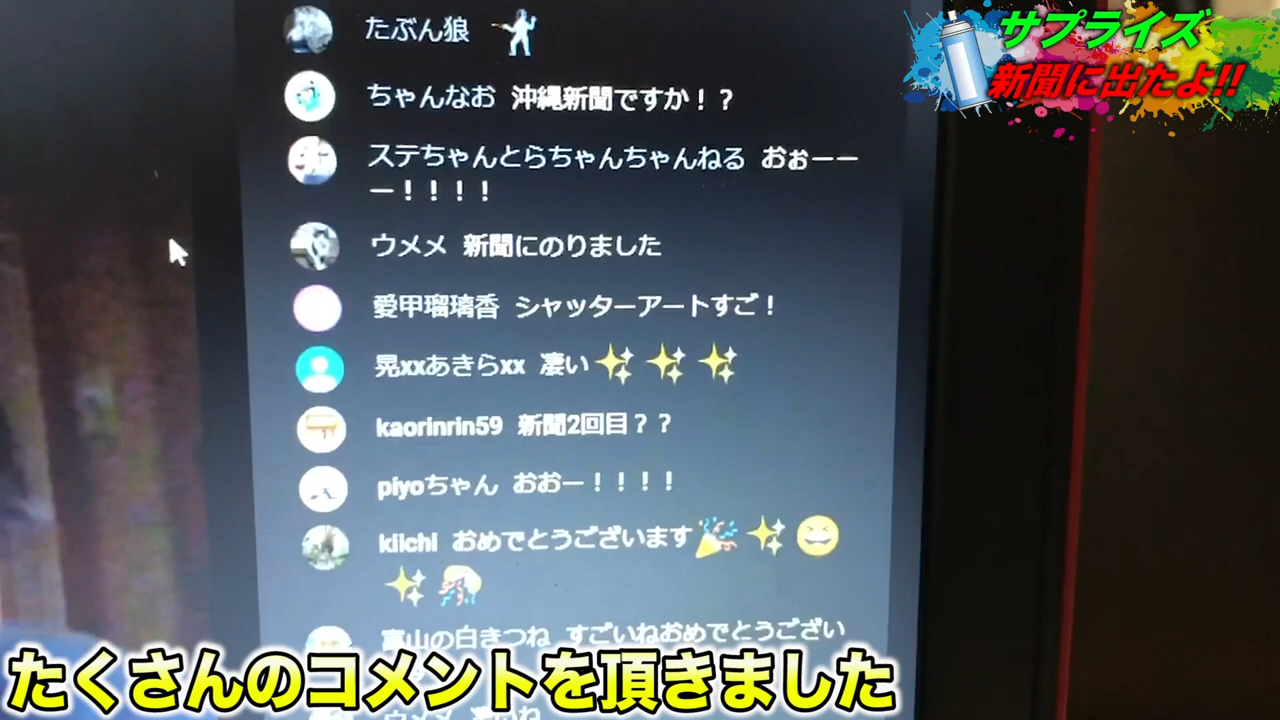 サプライズ
新聞に出たよ!!
たぶん狼
ちゃんなお 沖縄新聞ですか！？
ステちゃんとらちゃんちゃんねる おぉーー
ー！！！！
ウメメ 新聞にのりました
愛甲瑠璃香 シャッターアートすご！
晃xxあきらxx 凄い✨✨✨
kaorinrin59 新聞2回目？？
piyoちゃん おおー！！！！
kiichi おめでとうございます🎉✨😆
✨🎊
富山の白きつね すごいねおめでとうござい
たくさんのコメントを頂きました
ウメメ 凄いね